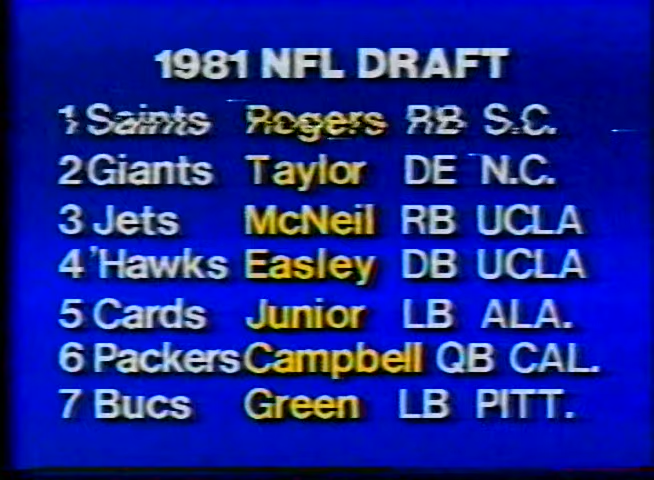 1981 NFL DRAFT
1 Saints Rogers RB S.C.
2 Giants Taylor DE N.C.
3 Jets McNeil RB UCLA
4 'Hawks Easley DB UCLA
5 Cards Junior LB ALA.
6 Packers Campbell QB CAL.
7 Bucs Green LB PITT.